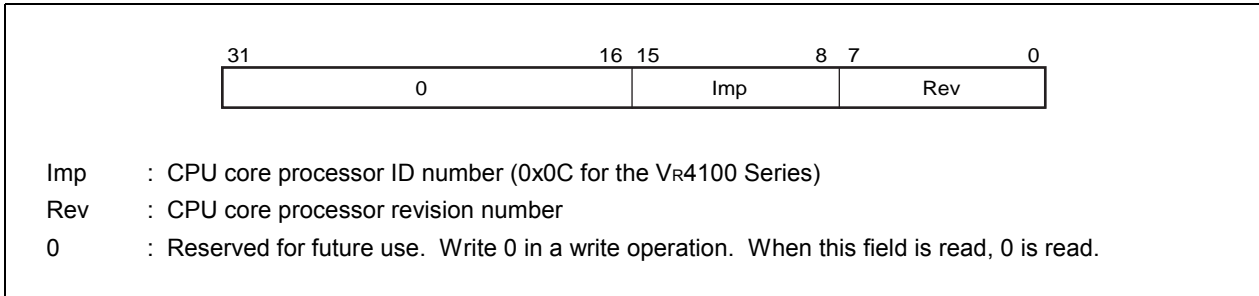 31 16 15 8 7 0
0 Imp Rev
Imp : CPU core processor ID number (0x0C for the VR4100 Series)
Rev : CPU core processor revision number
0 : Reserved for future use. Write 0 in a write operation. When this field is read, 0 is read.